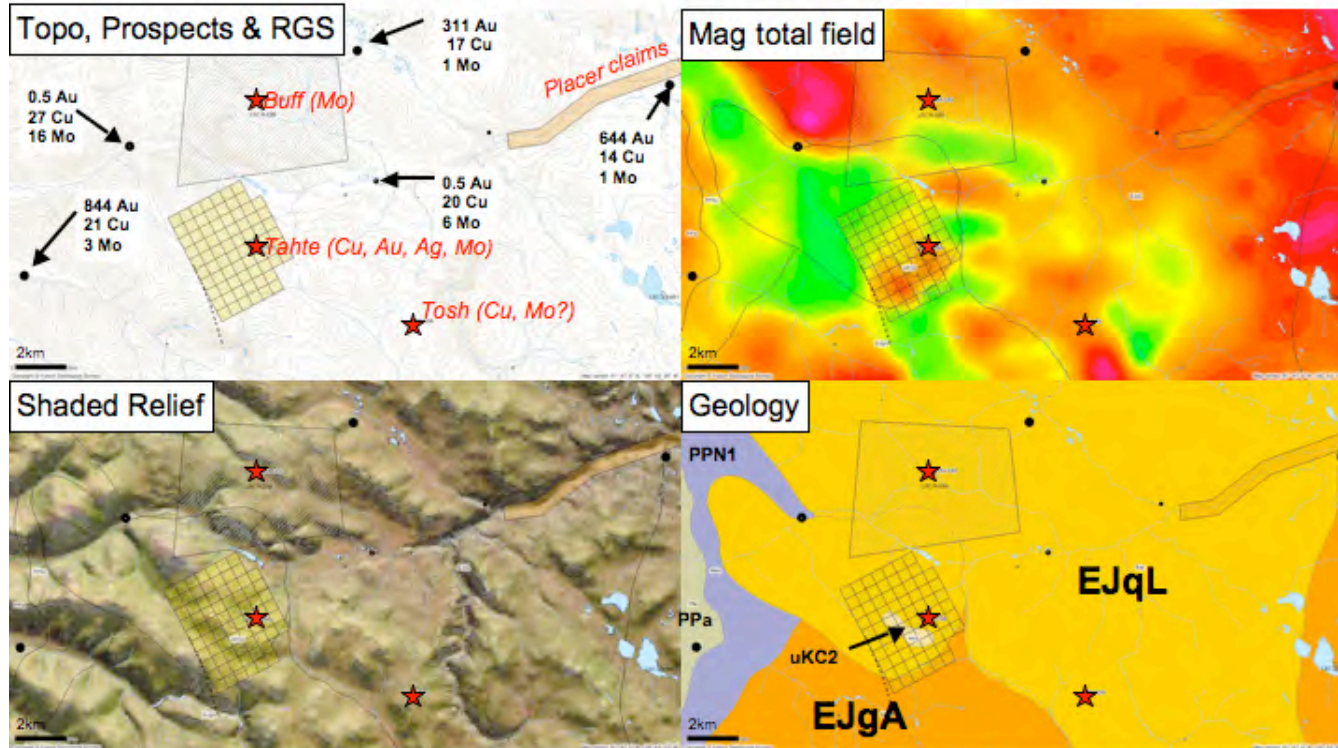 Topo, Prospects & RGS
311 Au
17 Cu
1 Mo
Placer claims
Buff (Mo)
0.5 Au
27 Cu
16 Mo
644 Au
14 Cu
1 Mo
0.5 Au
20 Cu
6 Mo
844 Au
21 Cu
3 Mo
Tahte (Cu, Au, Ag, Mo)
Tosh (Cu, Mo?)
2km
Mag total field
2km
Shaded Relief
2km
Geology
PPN1
EJqL
PPa
uKC2
EJgA
2km